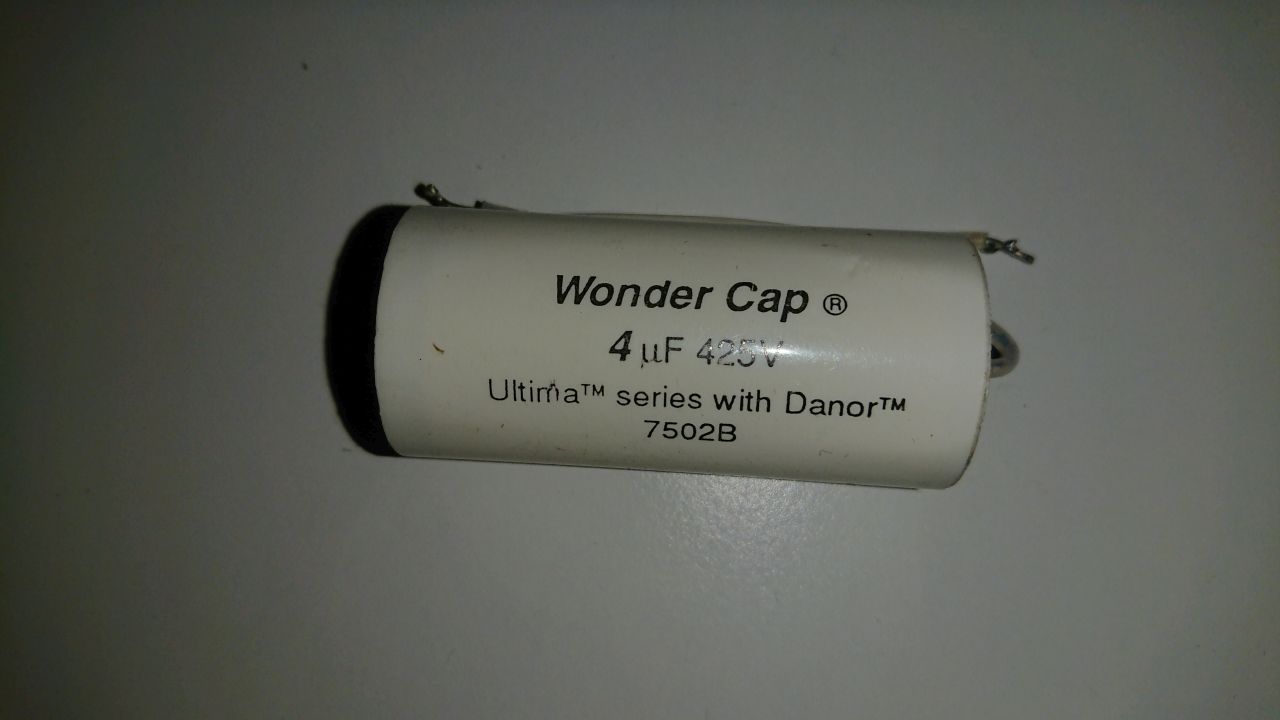 Wonder Cap ®
4 µF 425V
Ultima™ series with Danor™
7502B